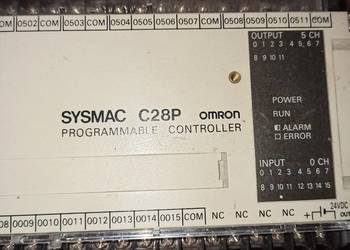 COM 0502 COM 0503 COM 0504 0505 0506 0507 COM 0508 0509 0510 0511 COM
OUTPUT 5 CH
0 1 2 3 4 5 6 7
8 9 10 11
POWER
RUN
ALARM
ERROR
SYSMAC C28P OMRON
PROGRAMMABLE CONTROLLER
INPUT 0 CH
0 1 2 3 4 5 6 7
8 9 10 11 12 13 14 15
24VDC
OUT
08 0009 0010 0011 0012 0013 0014 0015 COM NC NC NC NC +